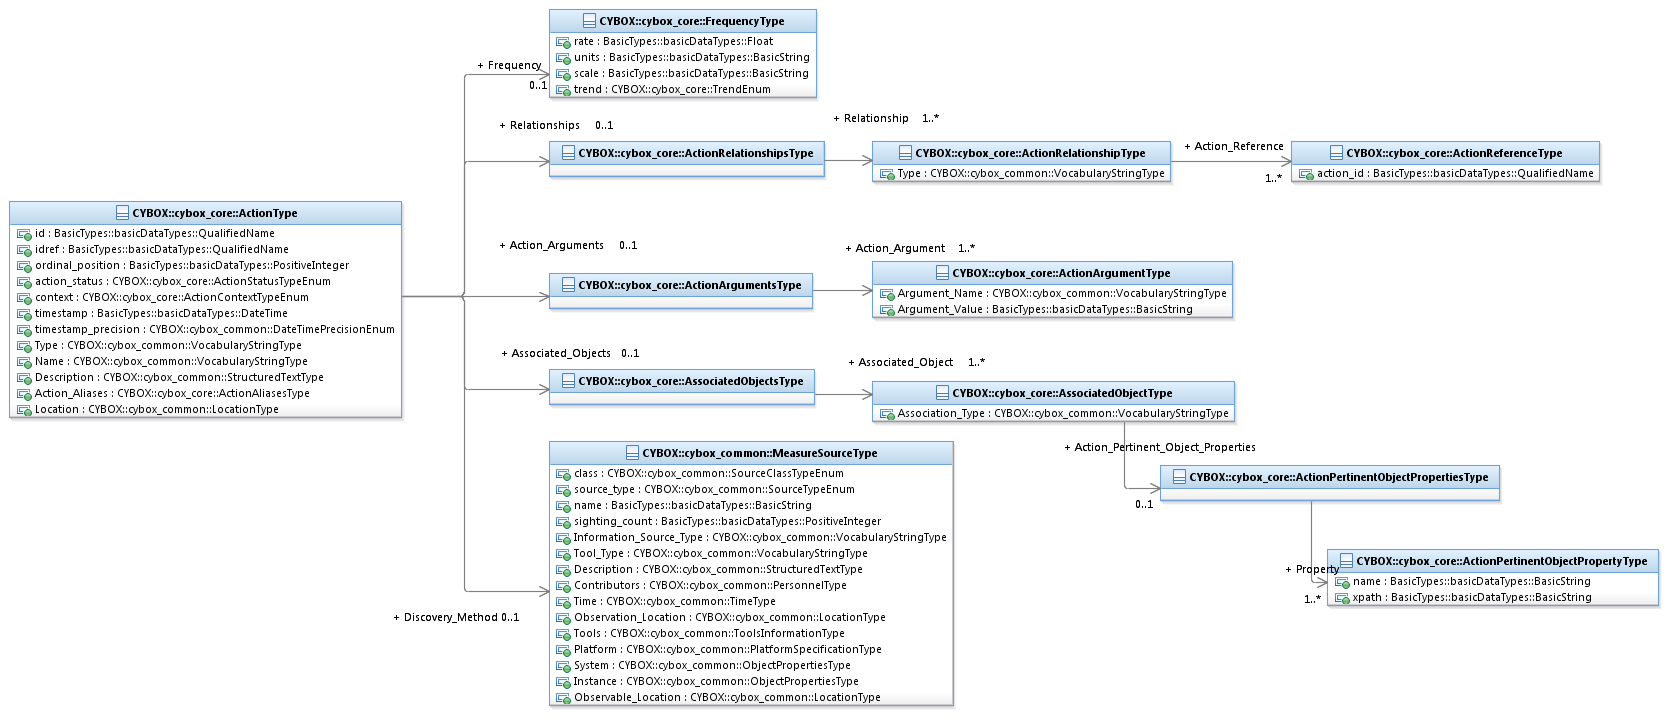 CYBOX::cybox_core::FrequencyType
rate : BasicTypes::basicDataTypes::Float
units : BasicTypes::basicDataTypes::BasicString
scale : BasicTypes::basicDataTypes::BasicString
trend : CYBOX::cybox_core::TrendEnum
+ Frequency
0..1
+ Relationships 0..1
CYBOX::cybox_core::ActionRelationshipsType
+ Relationship 1..*
CYBOX::cybox_core::ActionRelationshipType
Type : CYBOX::cybox_common::VocabularyStringType
+ Action_Reference
1..*
CYBOX::cybox_core::ActionReferenceType
action_id : BasicTypes::basicDataTypes::QualifiedName
CYBOX::cybox_core::ActionType
id : BasicTypes::basicDataTypes::QualifiedName
idref : BasicTypes::basicDataTypes::QualifiedName
ordinal_position : BasicTypes::basicDataTypes::PositiveInteger
action_status : CYBOX::cybox_core::ActionStatusTypeEnum
context : CYBOX::cybox_core::ActionContextTypeEnum
timestamp : BasicTypes::basicDataTypes::DateTime
timestamp_precision : CYBOX::cybox_common::DateTimePrecisionEnum
Type : CYBOX::cybox_common::VocabularyStringType
Name : CYBOX::cybox_common::VocabularyStringType
Description : CYBOX::cybox_common::StructuredTextType
Action_Aliases : CYBOX::cybox_core::ActionAliasesType
Location : CYBOX::cybox_common::LocationType
+ Action_Arguments 0..1
CYBOX::cybox_core::ActionArgumentsType
+ Action_Argument 1..*
CYBOX::cybox_core::ActionArgumentType
Argument_Name : CYBOX::cybox_common::VocabularyStringType
Argument_Value : BasicTypes::basicDataTypes::BasicString
+ Associated_Objects 0..1
CYBOX::cybox_core::AssociatedObjectsType
+ Associated_Object 1..*
CYBOX::cybox_core::AssociatedObjectType
Association_Type : CYBOX::cybox_common::VocabularyStringType
+ Action_Pertinent_Object_Properties
0..1
CYBOX::cybox_core::ActionPertinentObjectPropertiesType
+ Property
1..*
CYBOX::cybox_core::ActionPertinentObjectPropertyType
name : BasicTypes::basicDataTypes::BasicString
xpath : BasicTypes::basicDataTypes::BasicString
+ Discovery_Method 0..1
CYBOX::cybox_common::MeasureSourceType
class : CYBOX::cybox_common::SourceClassTypeEnum
source_type : CYBOX::cybox_common::SourceTypeEnum
name : BasicTypes::basicDataTypes::BasicString
sighting_count : BasicTypes::basicDataTypes::PositiveInteger
Information_Source_Type : CYBOX::cybox_common::VocabularyStringType
Tool_Type : CYBOX::cybox_common::VocabularyStringType
Description : CYBOX::cybox_common::StructuredTextType
Contributors : CYBOX::cybox_common::PersonnelType
Time : CYBOX::cybox_common::TimeType
Observation_Location : CYBOX::cybox_common::LocationType
Tools : CYBOX::cybox_common::ToolsInformationType
Platform : CYBOX::cybox_common::PlatformSpecificationType
System : CYBOX::cybox_common::ObjectPropertiesType
Instance : CYBOX::cybox_common::ObjectPropertiesType
Observable_Location : CYBOX::cybox_common::LocationType